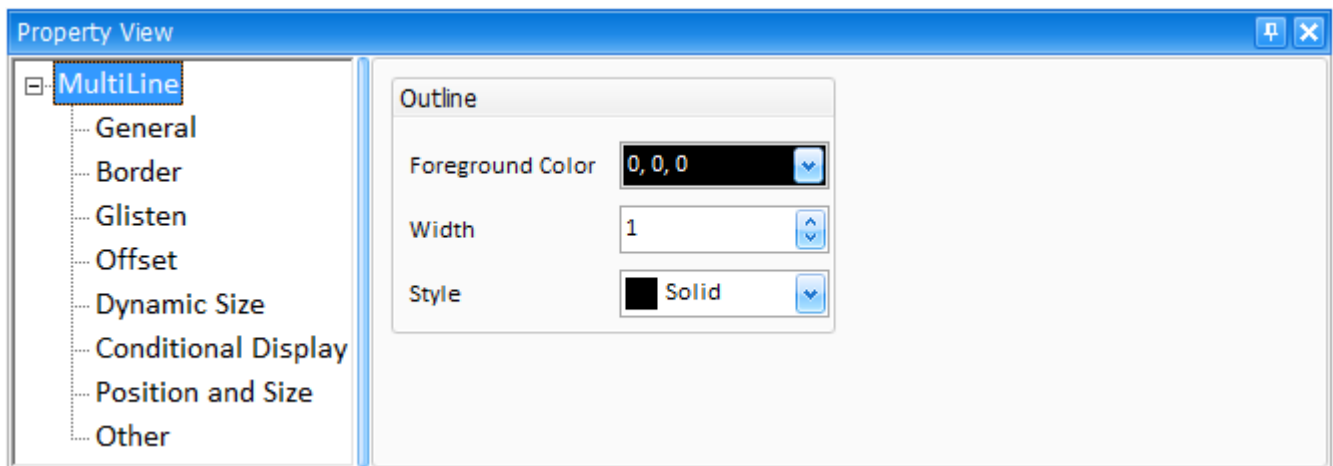 Property View
MultiLine
General
Border
Glisten
Offset
Dynamic Size
Conditional Display
Position and Size
Other
Outline
Foreground Color 0, 0, 0
Width 1
Style Solid